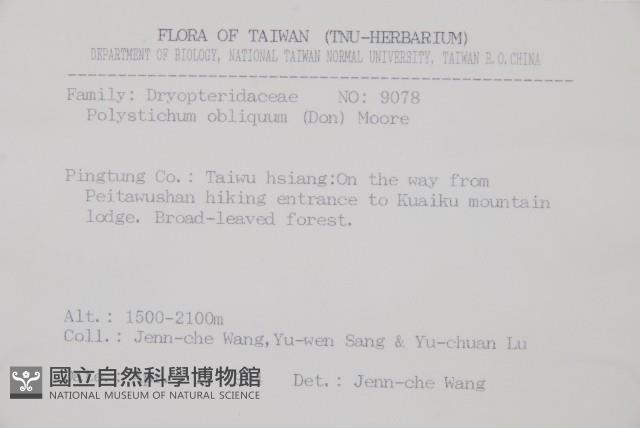 FLORA OF TAIWAN (TNU-HERBARIUM)
DEPARTMENT OF BIOLOGY, NATIONAL TAIWAN NORMAL UNIVERSITY, TAIWAN R.O.CHINA
Family: Dryopteridaceae NO: 9078
Polystichum obliquum (Don) Moore
Pingtung Co.: Taiwu hsiang:On the way from
Peitawushan hiking entrance to Kuaiku mountain
lodge. Broad-leaved forest.
Alt.: 1500-2100m
Coll.: Jenn-che Wang,Yu-wen Sang & Yu-chuan Lu
Det.: Jenn-che Wang
國立自然科學博物館
NATIONAL MUSEUM OF NATURAL SCIENCE